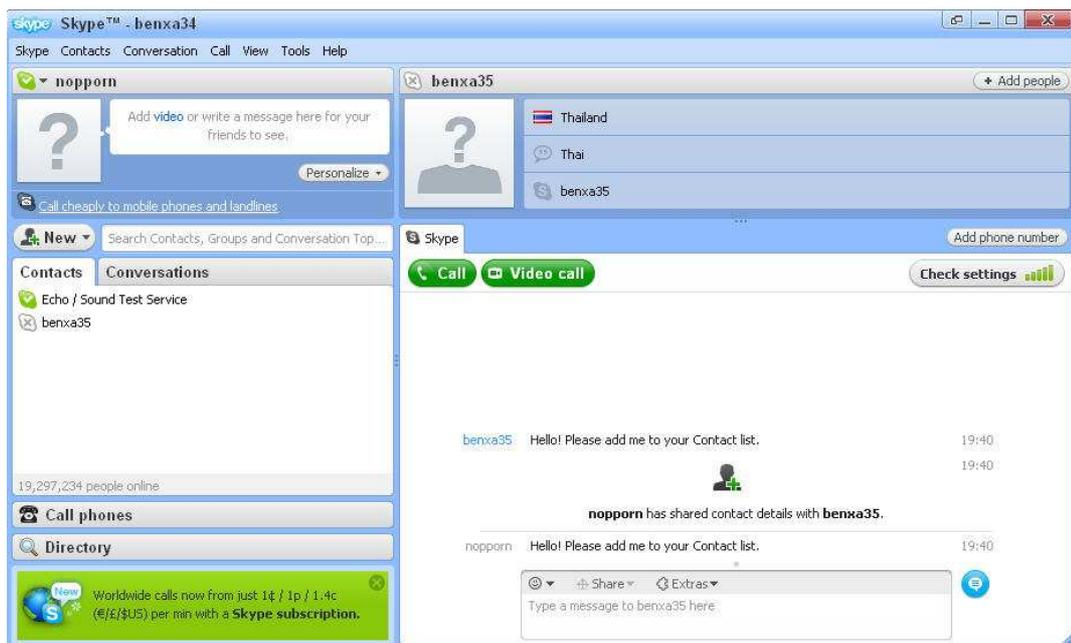 skype Skype™ - benxa34
Skype Contacts Conversation Call View Tools Help
nopporn
Add video or write a message here for your
friends to see.
Personalize
Call cheaply to mobile phones and landlines
benxa35
+ Add people
Thailand
Thai
benxa35
New
Search Contacts, Groups and Conversation Top...
Contacts Conversations
Echo / Sound Test Service
benxa35
19,297,234 people online
Call phones
Directory
New
Worldwide calls now from just 1¢ / 1p / 1.4c
(€/£/$US) per min with a Skype subscription.
Skype
Add phone number
Call Video call
Check settings
benxa35 Hello! Please add me to your Contact list. 19:40
19:40
nopporn has shared contact details with benxa35.
nopporn Hello! Please add me to your Contact list. 19:40
Share Extras
Type a message to benxa35 here